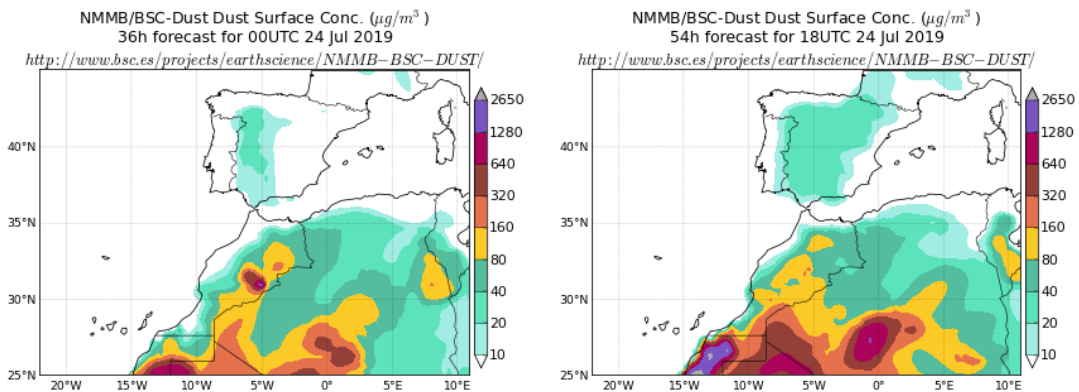 NMMB/BSC-Dust Dust Surface Conc. (μg/m³)
36h forecast for 00UTC 24 Jul 2019
http://www.bsc.es/projects/earthscience/NMMB−BSC−DUST/
40°N
35°N
30°N
25°N
20°W
15°W
10°W
5°W
0°E
5°E
10°E
2650
1280
640
320
160
80
40
20
10
NMMB/BSC-Dust Dust Surface Conc. (μg/m³)
54h forecast for 18UTC 24 Jul 2019
http://www.bsc.es/projects/earthscience/NMMB−BSC−DUST/
40°N
35°N
30°N
25°N
20°W
15°W
10°W
5°W
0°E
5°E
10°E
2650
1280
640
320
160
80
40
20
10